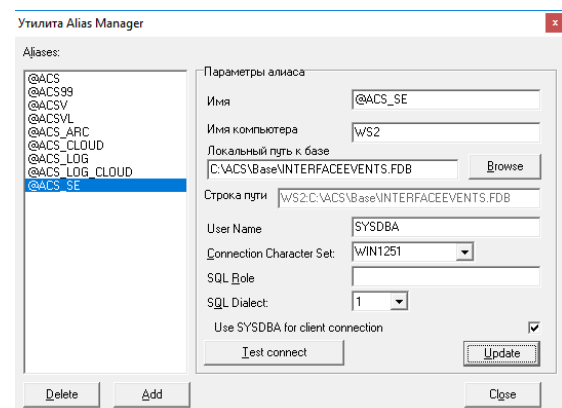 Утилита Alias Manager
x
Aliases:
@ACS
@ACS99
@ACSV
@ACSVL
@ACS_ARC
@ACS_CLOUD
@ACS_LOG
@ACS_LOG_CLOUD
@ACS_SE
Параметры алиаса
Имя
@ACS_SE
Имя компьютера
WS2
Локальный путь к базе
C:\ACS\Base\INTERFACEEVENTS.FDB
Browse
Строка пути
WS2:C:\ACS\Base\INTERFACEEVENTS.FDB
User Name
SYSDBA
Connection Character Set:
WIN1251
SQL Role
SQL Dialect:
1
Use SYSDBA for client connection
Test connect
Update
Delete
Add
Close